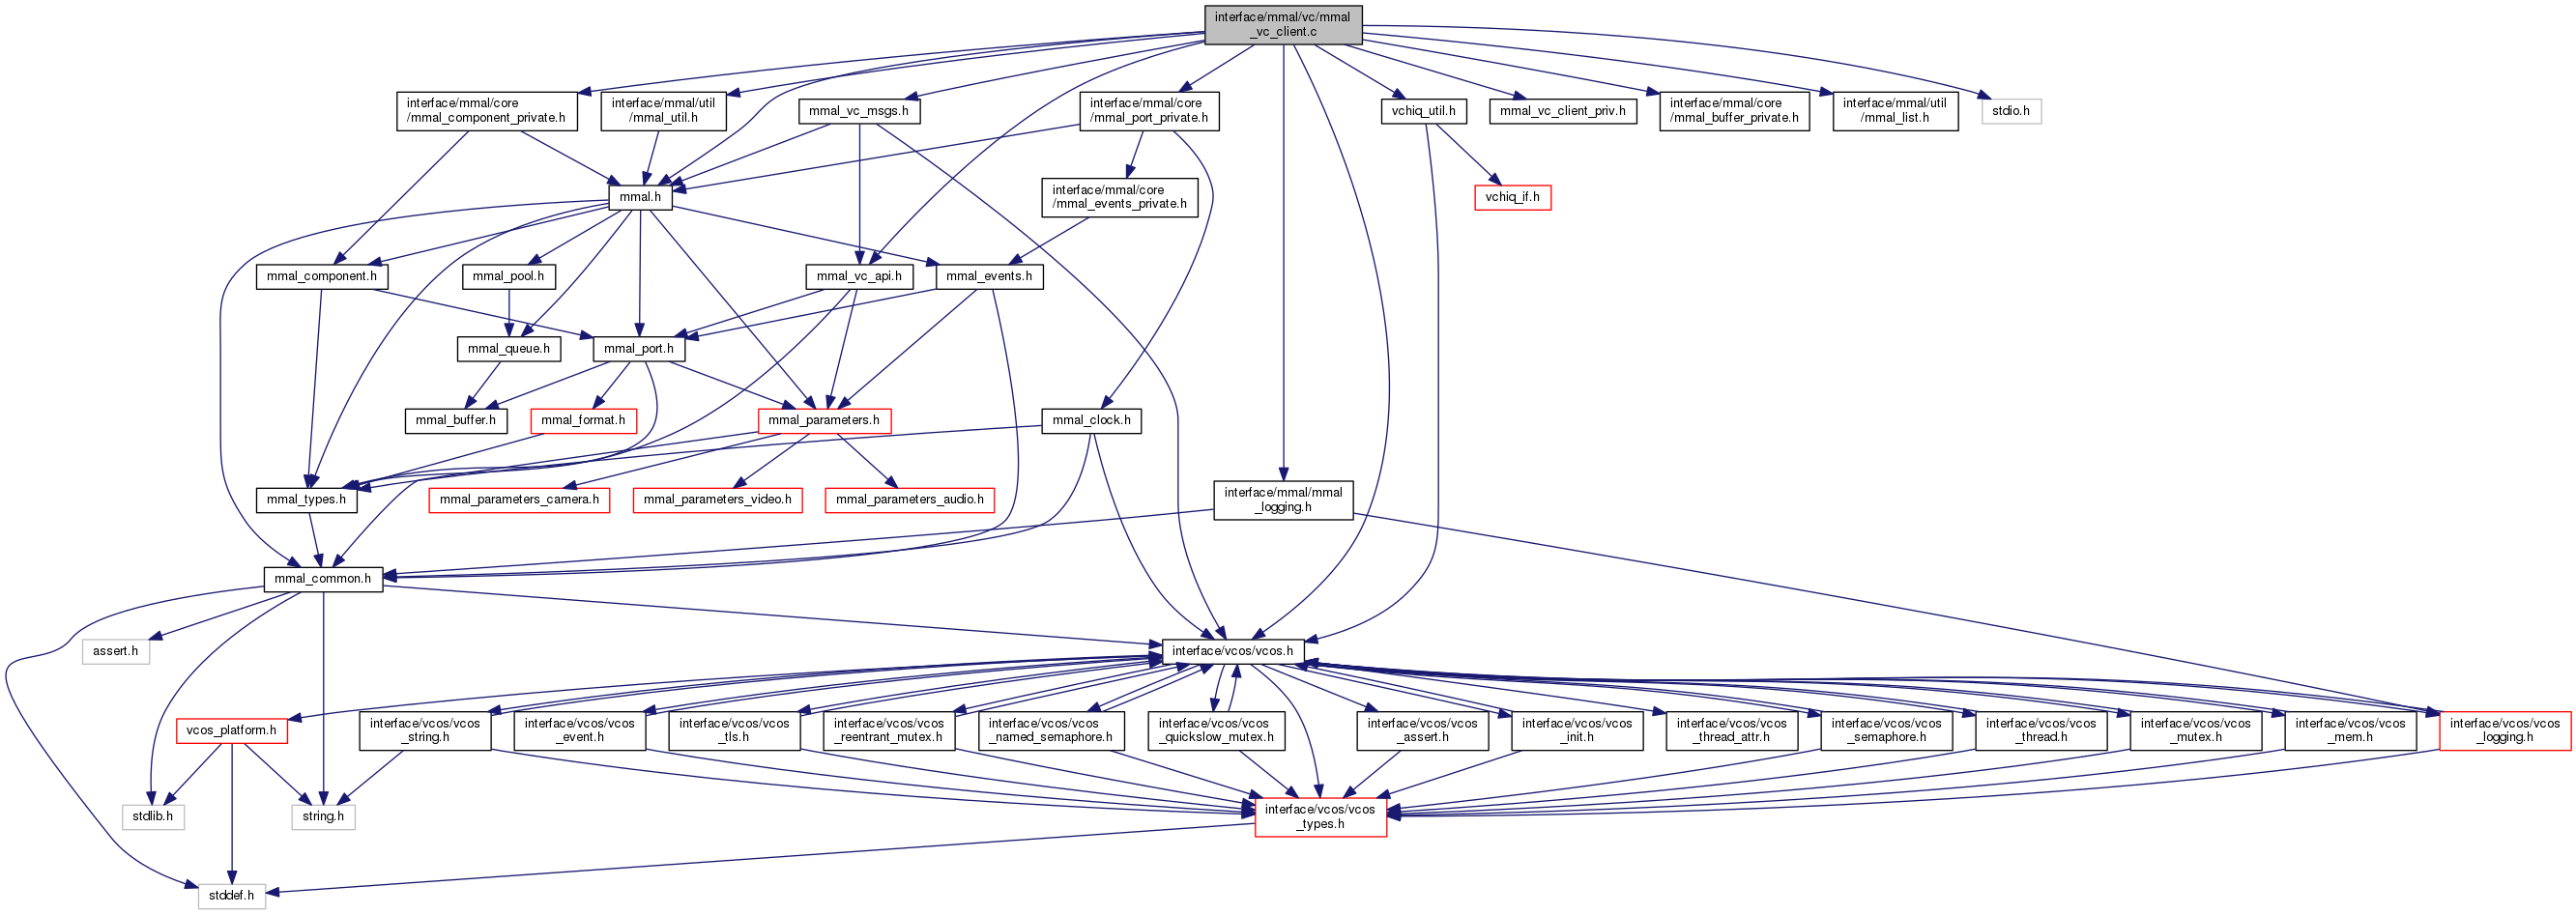 interface/mmal/vc/mmal
_vc_client.c
interface/mmal/core
/mmal_component_private.h
interface/mmal/util
/mmal_util.h
mmal_vc_msgs.h
interface/mmal/core
/mmal_port_private.h
vchiq_util.h
mmal_vc_client_priv.h
interface/mmal/core
/mmal_buffer_private.h
interface/mmal/util
/mmal_list.h
stdio.h
mmal.h
interface/mmal/core
/mmal_events_private.h
vchiq_if.h
mmal_component.h
mmal_pool.h
mmal_vc_api.h
mmal_events.h
mmal_queue.h
mmal_port.h
mmal_buffer.h
mmal_format.h
mmal_parameters.h
mmal_clock.h
mmal_types.h
mmal_parameters_camera.h
mmal_parameters_video.h
mmal_parameters_audio.h
interface/mmal/mmal
_logging.h
mmal_common.h
assert.h
interface/vcos/vcos.h
vcos_platform.h
interface/vcos/vcos
_string.h
interface/vcos/vcos
_event.h
interface/vcos/vcos
_tls.h
interface/vcos/vcos
_reentrant_mutex.h
interface/vcos/vcos
_named_semaphore.h
interface/vcos/vcos
_quickslow_mutex.h
interface/vcos/vcos
_assert.h
interface/vcos/vcos
_init.h
interface/vcos/vcos
_thread_attr.h
interface/vcos/vcos
_semaphore.h
interface/vcos/vcos
_thread.h
interface/vcos/vcos
_mutex.h
interface/vcos/vcos
_mem.h
interface/vcos/vcos
_logging.h
stdlib.h
string.h
interface/vcos/vcos
_types.h
stddef.h